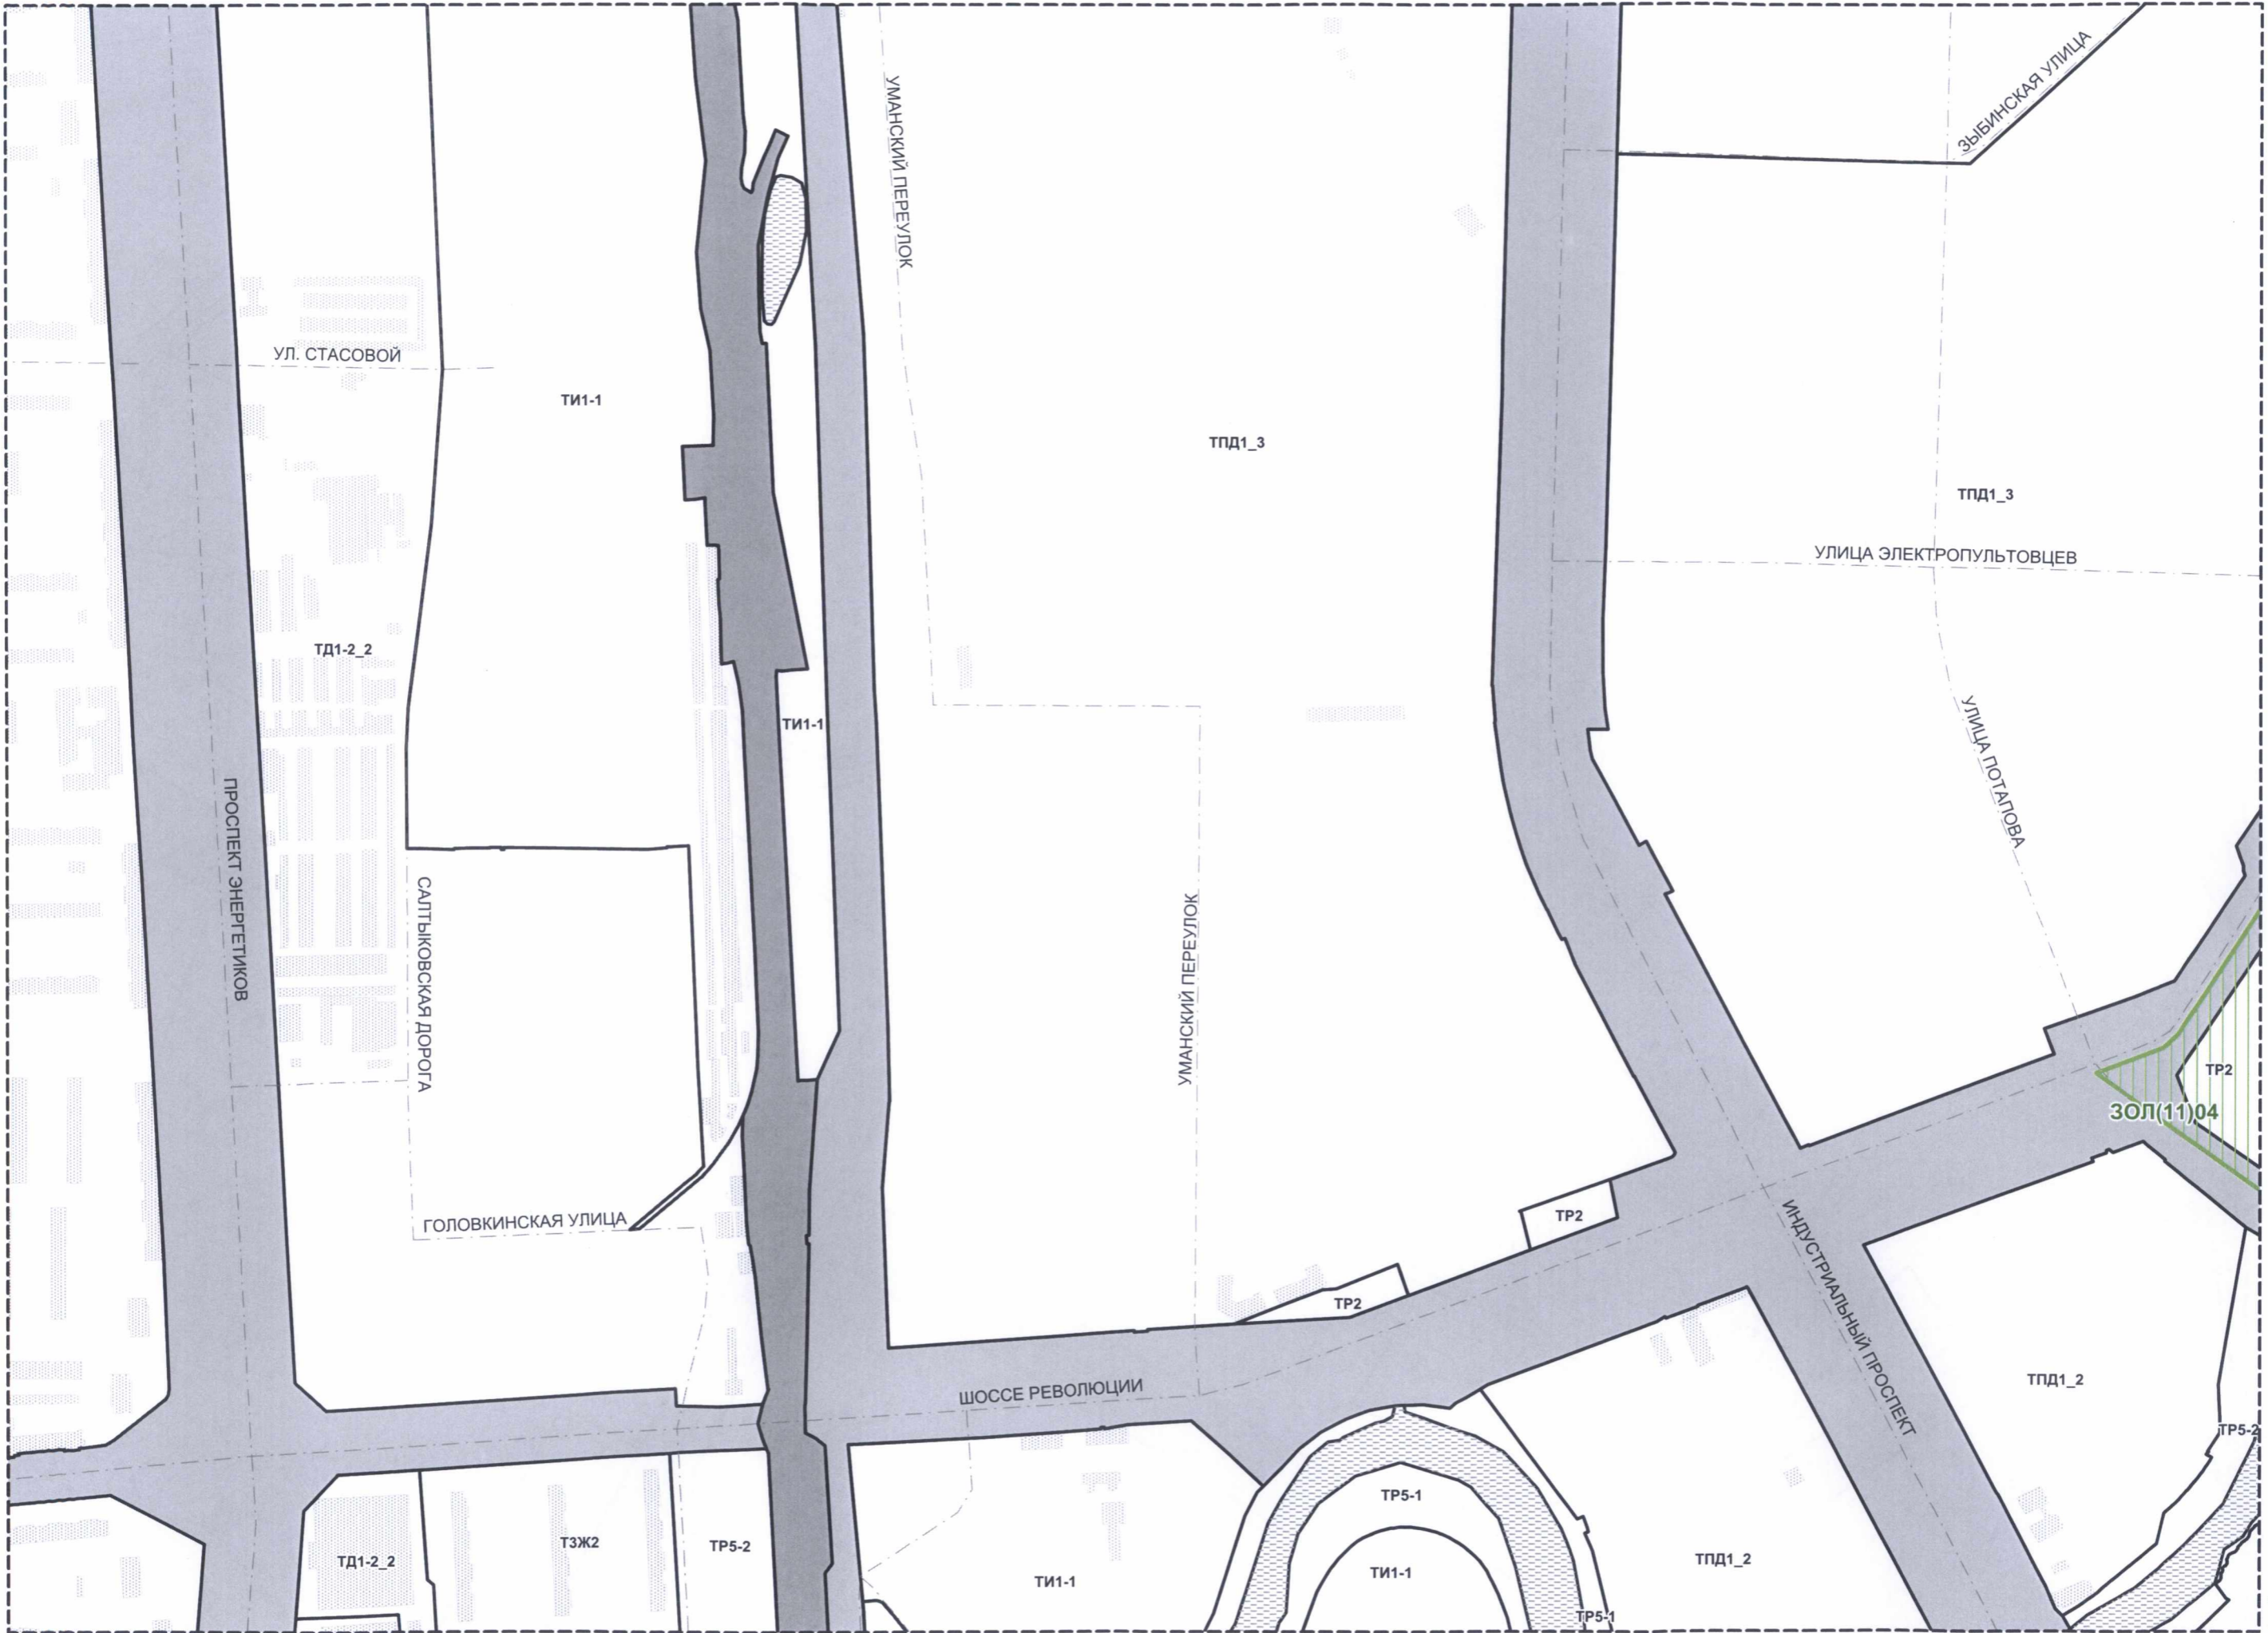 ЗЫБИНСКАЯ УЛИЦА
УМАНСКИЙ ПЕРЕУЛОК
УЛ. СТАСОВОЙ
ТИ1-1
ТПД1_3
ТПД1_3
УЛИЦА ЭЛЕКТРОПУЛЬТОВЦЕВ
ТД1-2_2
ТИ1-1
УЛИЦА ПОТАПОВА
ПРОСПЕКТ ЭНЕРГЕТИКОВ
САЛТЫКОВСКАЯ ДОРОГА
УМАНСКИЙ ПЕРЕУЛОК
ТР2
ЗОЛ(11)04
ГОЛОВКИНСКАЯ УЛИЦА
ТР2
ТР2
ИНДУСТРИАЛЬНЫЙ ПРОСПЕКТ
ШОССЕ РЕВОЛЮЦИИ
ТПД1_2
ТР5-2
ТР5-1
Т3Ж2
ТР5-2
ТД1-2_2
ТИ1-1
ТИ1-1
ТПД1_2
ТР5-1